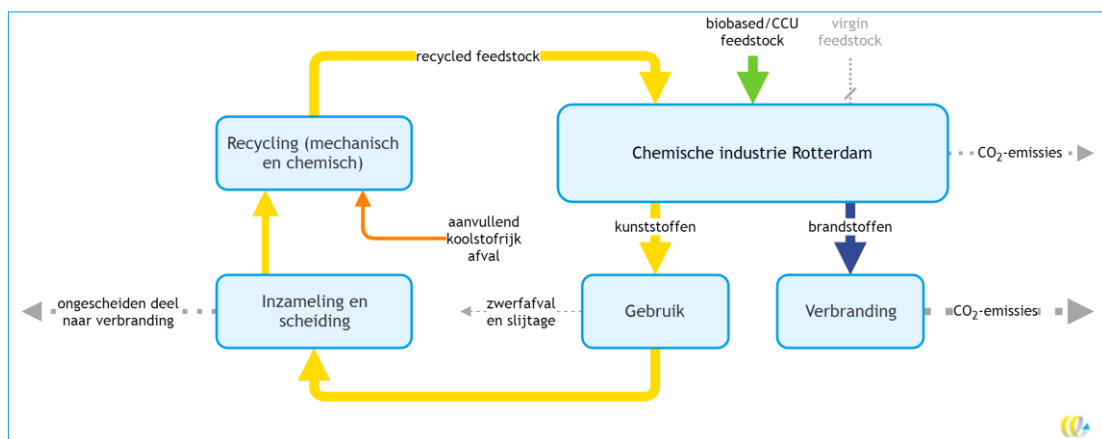 biobased/CCU
feedstock
virgin
feedstock
recycled feedstock
Recycling (mechanisch
en chemisch)
Chemische industrie Rotterdam
CO₂-emissies
aanvullend
koolstofrijk
afval
kunststoffen
brandstoffen
ongescheiden deel
naar verbranding
Inzameling en
scheiding
zwerfafval
en slijtage
Gebruik
Verbranding
CO₂-emissies